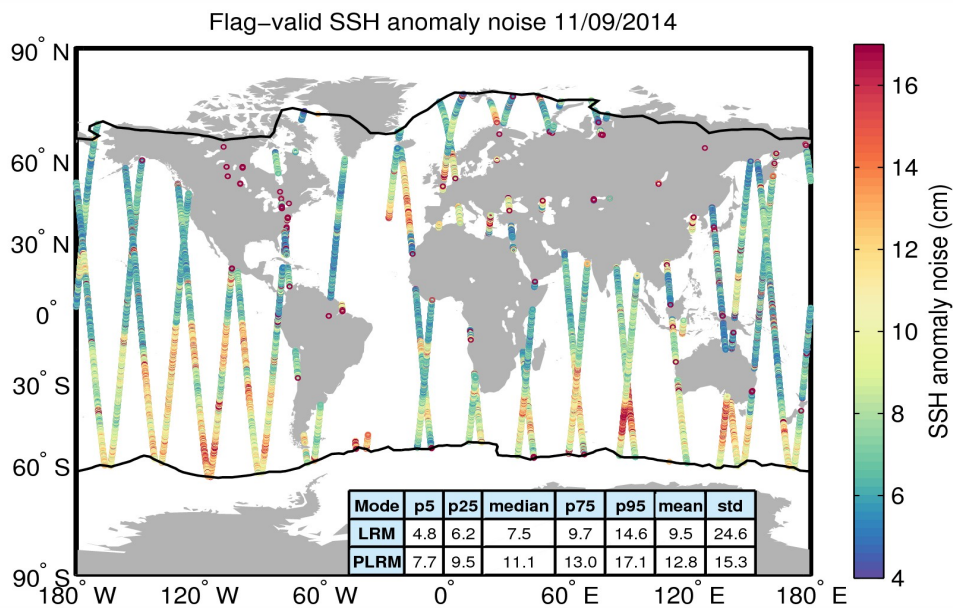 Flag−valid SSH anomaly noise 11/09/2014
90° N
60° N
30° N
0°
30° S
60° S
90° S
180° W 120° W 60° W 0° 60° E 120° E 180° E
16
14
12
10
8
6
4
SSH anomaly noise (cm)
Mode p5 p25 median p75 p95 mean std
LRM 4.8 6.2 7.5 9.7 14.6 9.5 24.6
PLRM 7.7 9.5 11.1 13.0 17.1 12.8 15.3